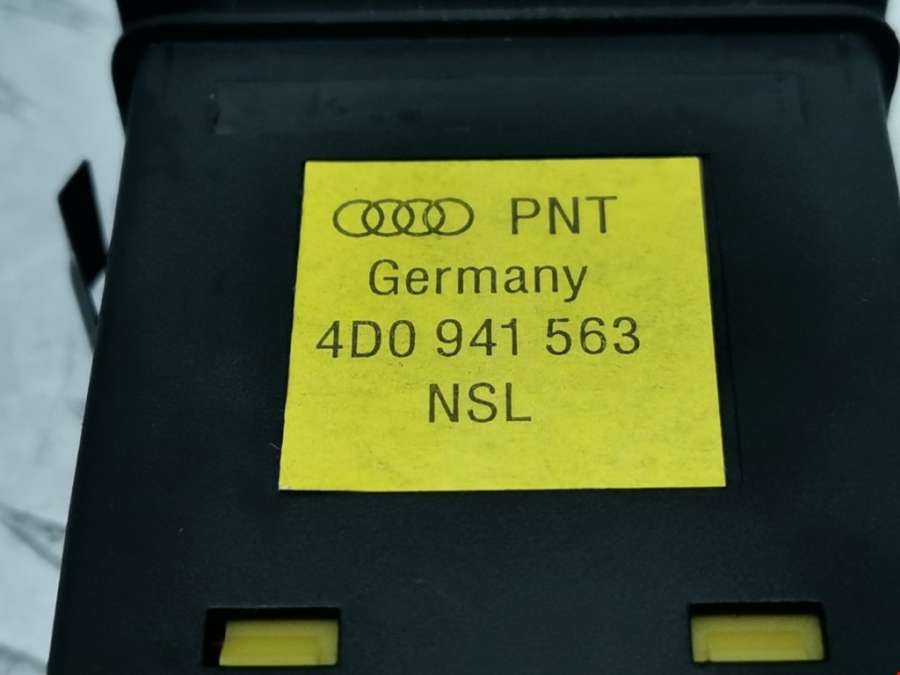 PNT
Germany
4D0 941 563
NSL